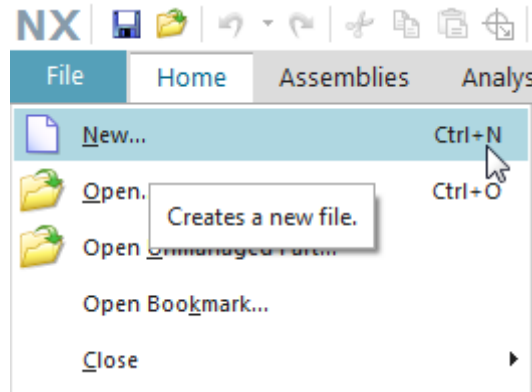 NX
File Home Assemblies Analys
New... Ctrl+N
Open. Ctrl+O
Creates a new file.
Open Unmanaged Part...
Open Bookmark...
Close